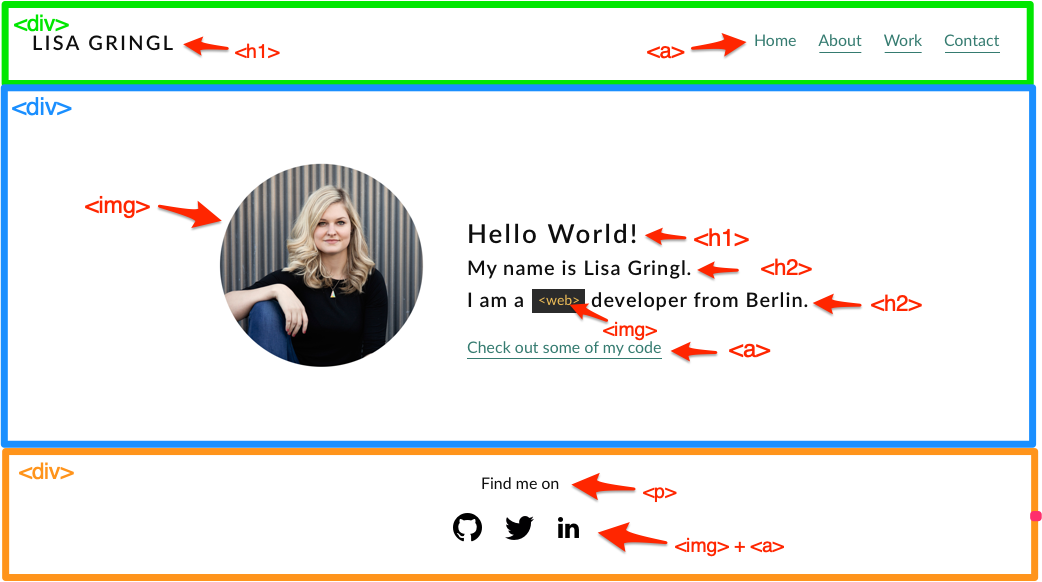 <div>
LISA GRINGL <h1> <a> Home About Work Contact
<div>
<img>
Hello World! <h1>
My name is Lisa Gringl. <h2>
I am a <web> developer from Berlin. <h2>
<img>
Check out some of my code <a>
<div>
Find me on <p>
in <img> + <a>